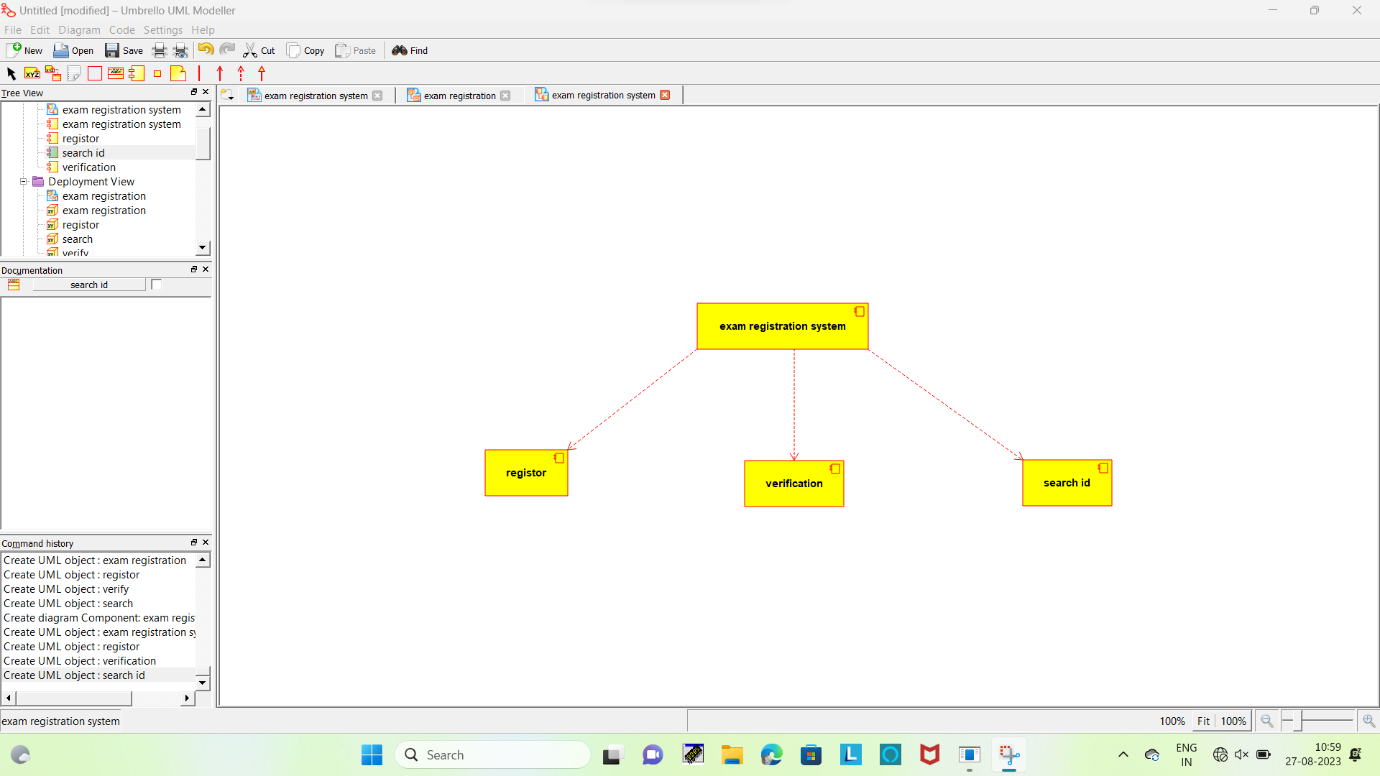 Untitled [modified] – Umbrello UML Modeller
File Edit Diagram Code Settings Help
New Open Save Cut Copy Paste Find
Tree View
exam registration system
exam registration system
registor
search id
verification
Deployment View
exam registration
exam registration
registor
search
verify
Documentation
search id
Command history
Create UML object : exam registration
Create UML object : registor
Create UML object : verify
Create UML object : search
Create diagram Component: exam regis
Create UML object : exam registration sy
Create UML object : registor
Create UML object : verification
Create UML object : search id
exam registration system
exam registration system exam registration exam registration system
exam registration system
registor
verification
search id
100% Fit 100%
Search
ENG
IN
10:59
27-08-2023